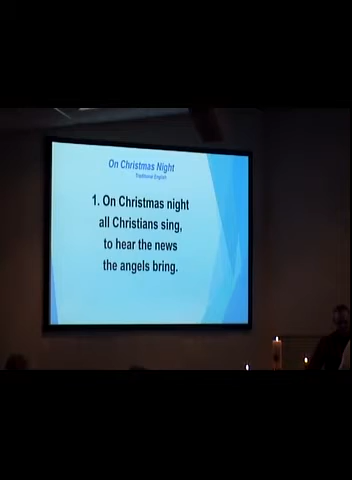 On Christmas Night
Traditional English
1. On Christmas night
all Christians sing,
to hear the news
the angels bring.